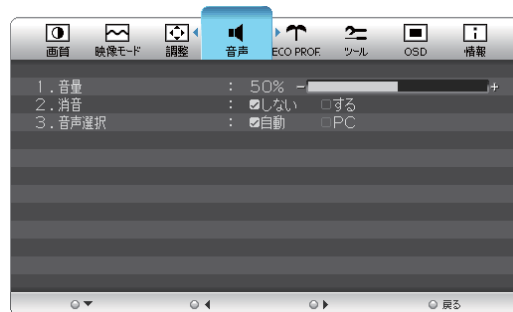 画質 映像モード 調整 音声 ECO PROF. ツール OSD 情報
1.音量 : 50% - +
2.消音 : ☑しない □する
3.音声選択 : ☑自動 □PC
戻る